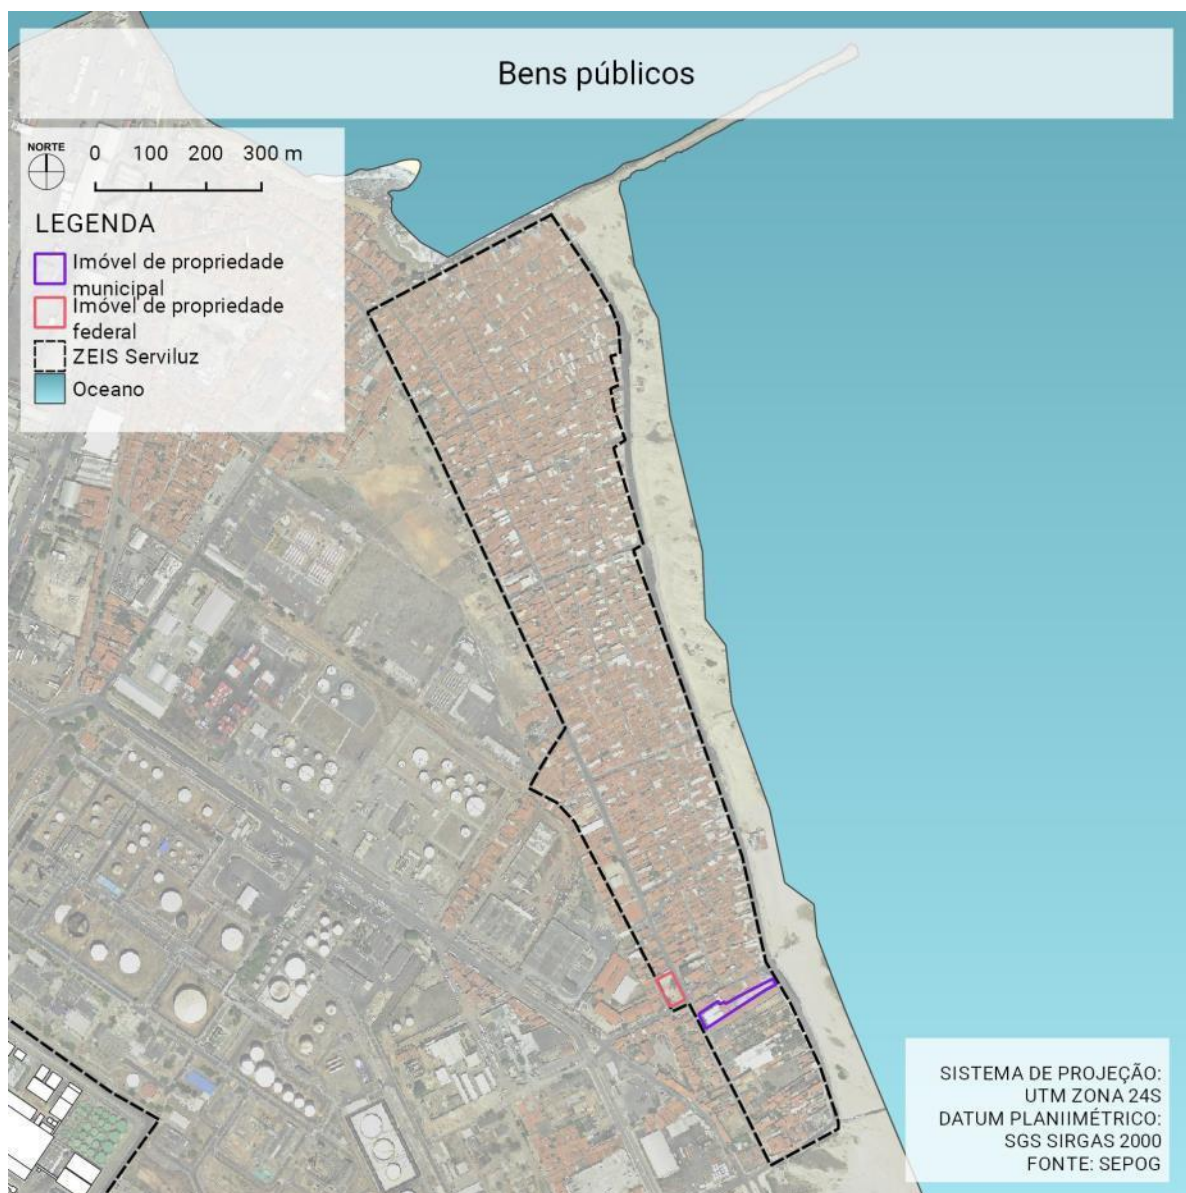 Bens públicos
NORTE
0 100 200 300 m
LEGENDA
Imóvel de propriedade
municipal
Imóvel de propriedade
federal
ZEIS Serviluz
Oceano
SISTEMA DE PROJEÇÃO:
UTM ZONA 24S
DATUM PLANIIMÉTRICO:
SGS SIRGAS 2000
FONTE: SEPOG